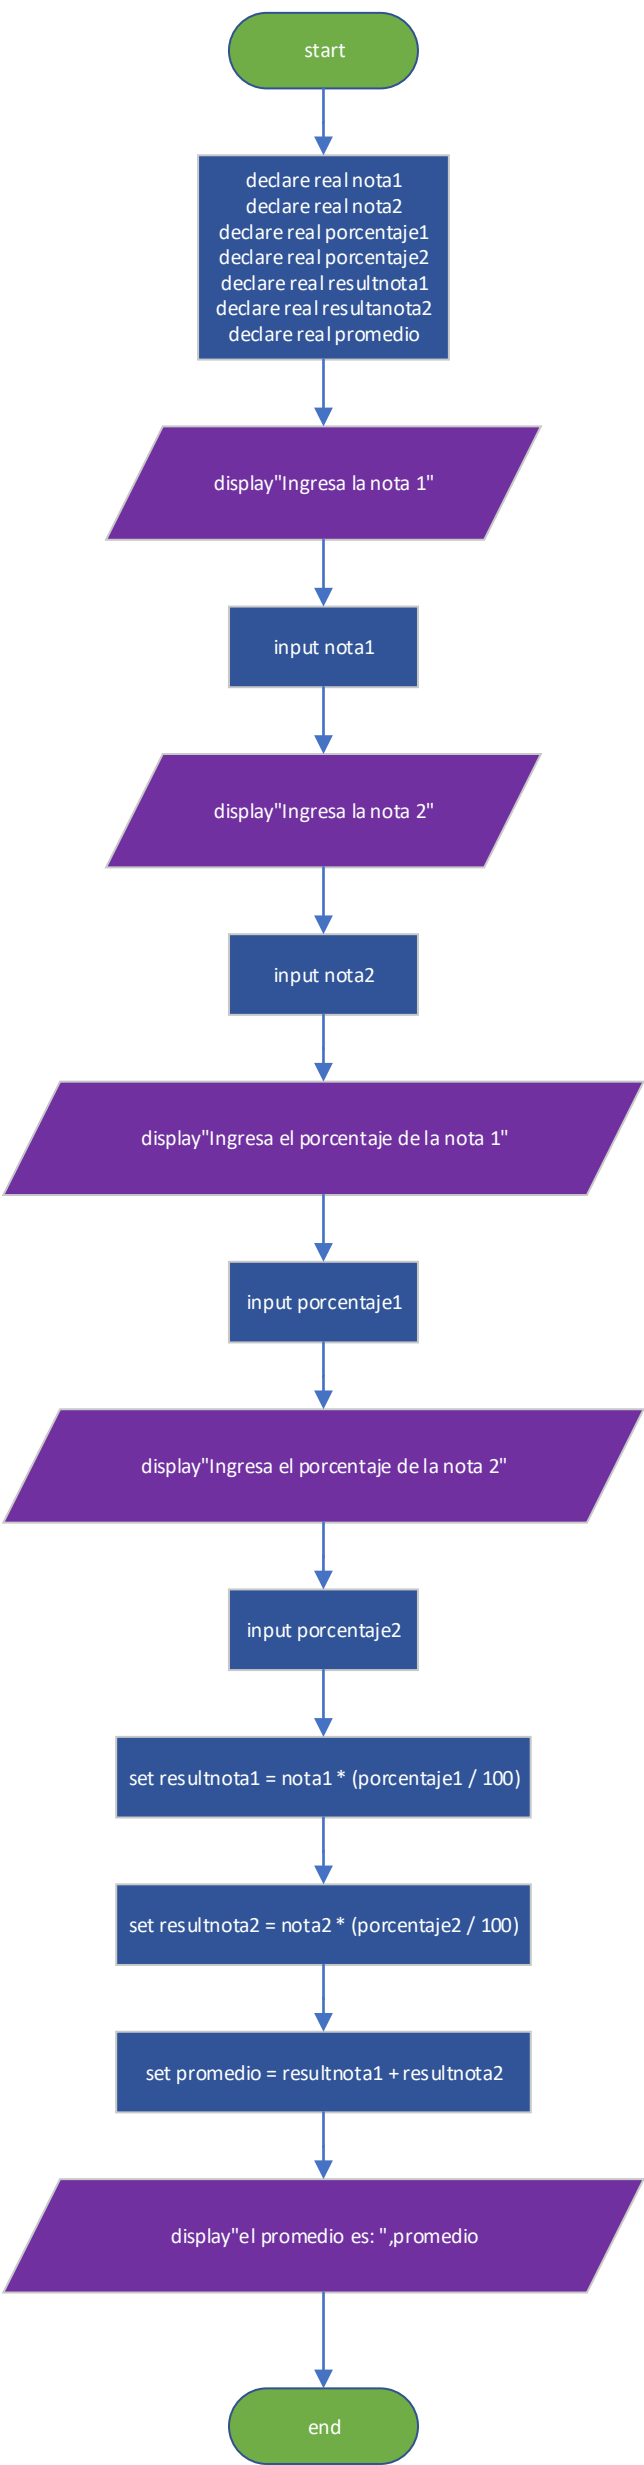 start
declare real nota1
declare real nota2
declare real porcentaje1
declare real porcentaje2
declare real resultnota1
declare real resultanota2
declare real promedio
display"Ingresa la nota 1"
input nota1
display"Ingresa la nota 2"
input nota2
display"Ingresa el porcentaje de la nota 1"
input porcentaje1
display"Ingresa el porcentaje de la nota 2"
input porcentaje2
set resultnota1 = nota1 * (porcentaje1 / 100)
set resultnota2 = nota2 * (porcentaje2 / 100)
set promedio = resultnota1 + resultnota2
display"el promedio es: ",promedio
end